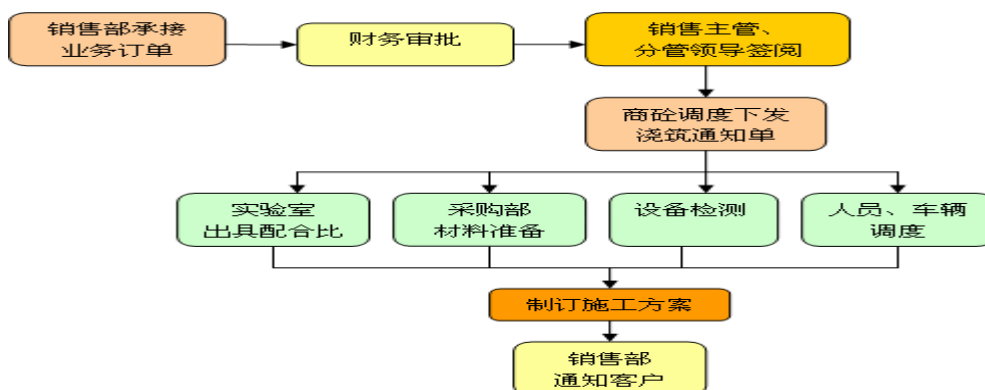 销售部承接
业务订单
财务审批
销售主管、
分管领导签阅
商砼调度下发
浇筑通知单
实验室
出具配合比
采购部
材料准备
设备检测
人员、车辆
调度
制订施工方案
销售部
通知客户